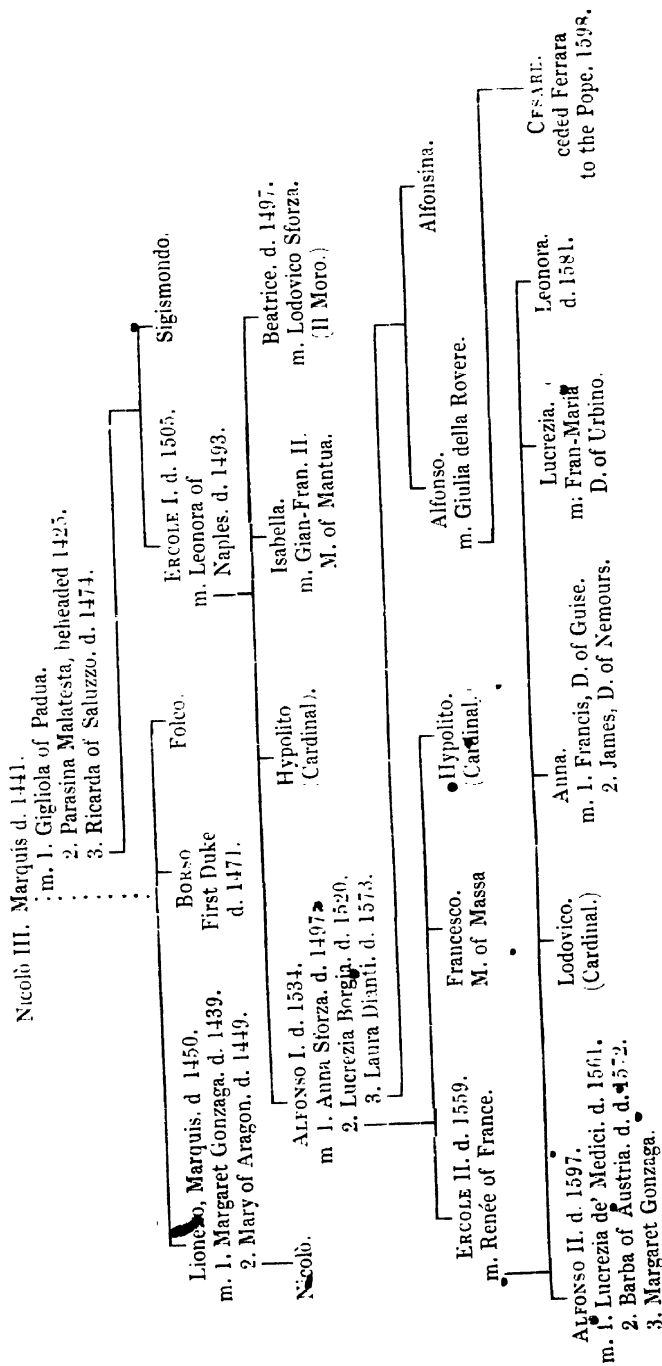 Nicolò III. Marquis d. 1441.
m. 1. Gigliola of Padua.
2. Parasina Malatesta, beheaded 1425.
3. Ricarda of Saluzzo. d. 1474.
Lionello, Marquis. d 1450.
m. 1. Margaret Gonzaga. d. 1439.
2. Mary of Aragon. d. 1449.
BORSO
First Duke
d. 1471.
Folco.
ERCOLE I. d. 1505.
m. Leonora of
Naples. d. 1493.
Sigismondo.
Nicolò.
ALFONSO I. d. 1534.
m 1. Anna Sforza. d. 1497.
2. Lucrezia Borgia. d. 1520.
3. Laura Dianti. d. 1573.
Hypolito
(Cardinal).
Isabella.
m. Gian-Fran. II.
M. of Mantua.
Beatrice. d. 1497.
m. Lodovico Sforza.
(Il Moro.)
ERCOLE II. d. 1559.
m. Renée of France.
Francesco.
M. of Massa
Hypolito.
(Cardinal.)
Alfonso.
m. Giulia della Rovere.
Alfonsina.
ALFONSO II. d. 1597.
m. 1. Lucrezia de' Medici. d. 1561.
2. Barba of Austria. d. d. 1572.
3. Margaret Gonzaga.
Lodovico.
(Cardinal.)
Anna.
m. 1. Francis, D. of Guise.
2. James, D. of Nemours.
Lucrezia.
m: Fran-Maria
D. of Urbino.
Leonora.
d. 1581.
CESARE.
ceded Ferrara
to the Pope. 1598.